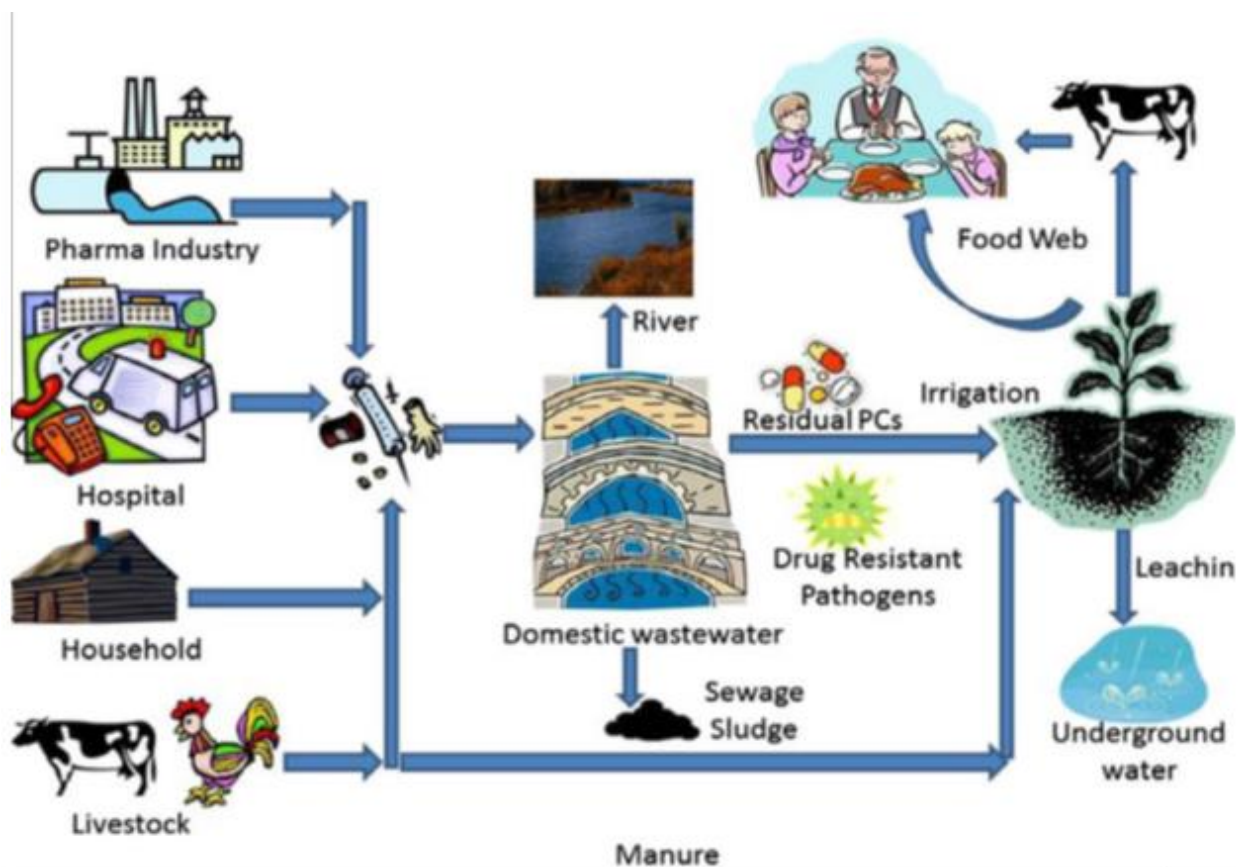 Pharma Industry
Hospital
Household
Livestock
River
Domestic wastewater
Sewage
Sludge
Residual PCs
Drug Resistant
Pathogens
Irrigation
Food Web
Leachin
Underground
water
Manure